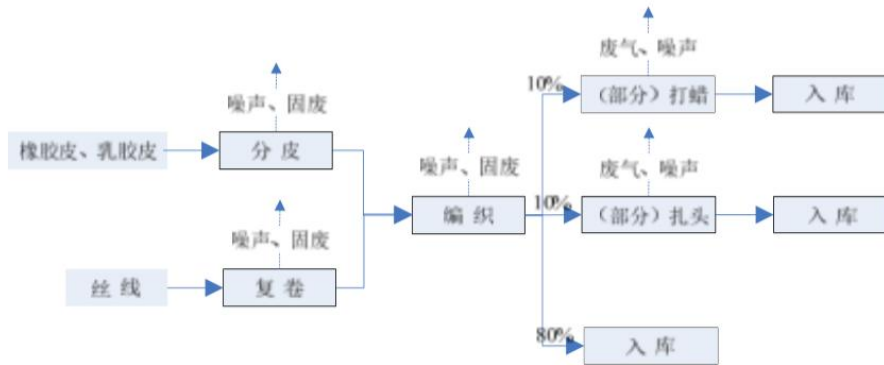 废气、噪声
噪声、固废
10%
（部分）打蜡
入库
橡胶皮、乳胶皮
分皮
噪声、固废
废气、噪声
噪声、固废
编织
10%
（部分）扎头
入库
丝线
复卷
80%
入库